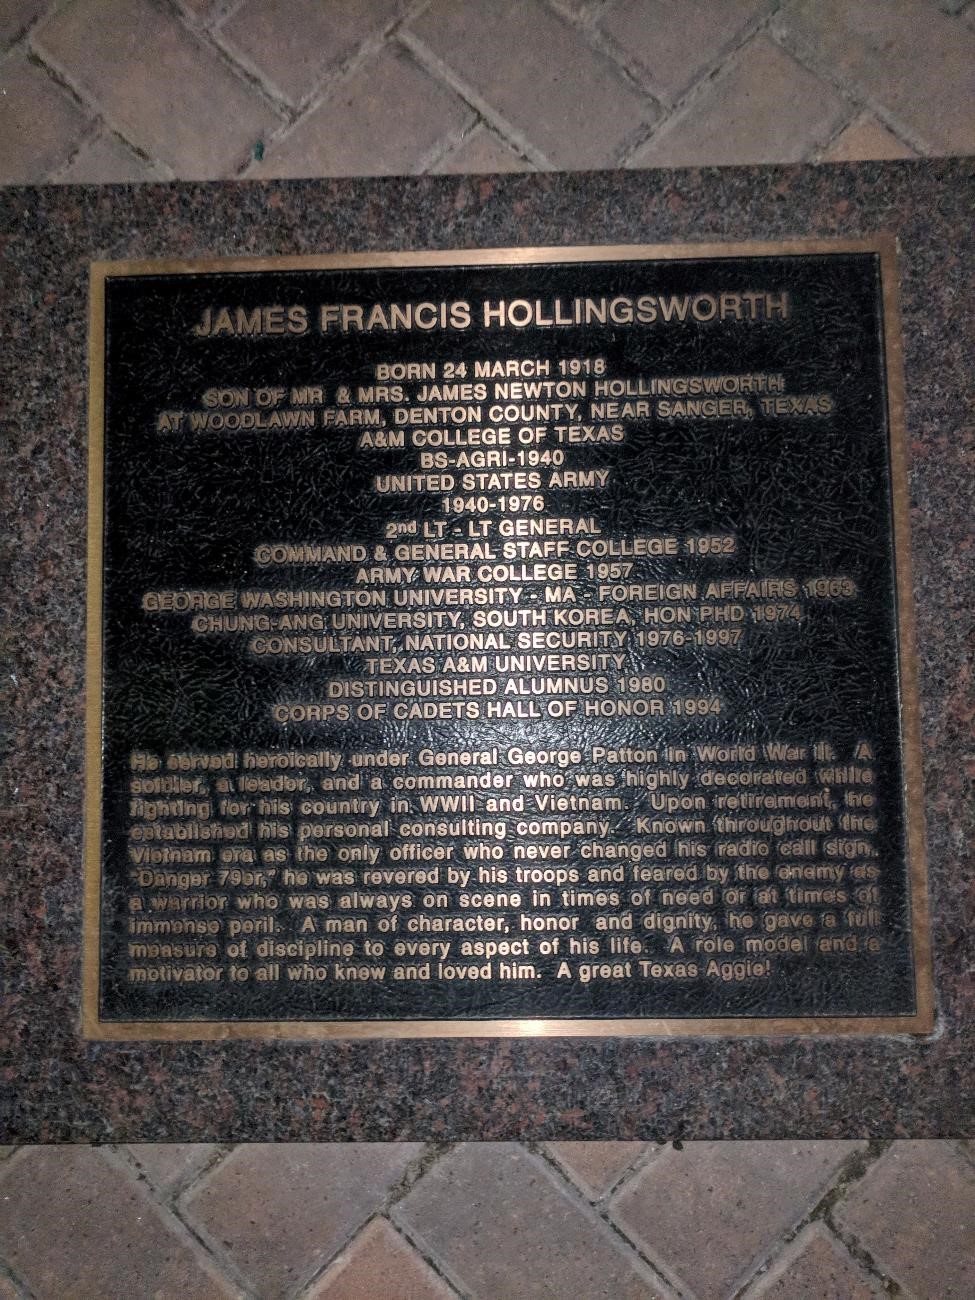 JAMES FRANCIS HOLLINGSWORTH
BORN 24 MARCH 1918
SON OF MR & MRS. JAMES NEWTON HOLLINGSWORTH
AT WOODLAWN FARM, DENTON COUNTY, NEAR SANGER, TEXAS
A&M COLLEGE OF TEXAS
BS-AGRI-1940
UNITED STATES ARMY
1940-1976
2nd LT - LT GENERAL
COMMAND & GENERAL STAFF COLLEGE 1952
ARMY WAR COLLEGE 1957
GEORGE WASHINGTON UNIVERSITY - MA - FOREIGN AFFAIRS 1963
CHUNG-ANG UNIVERSITY, SOUTH KOREA, HON PHD 1974
CONSULTANT, NATIONAL SECURITY 1976-1997
TEXAS A&M UNIVERSITY
DISTINGUISHED ALUMNUS 1980
CORPS OF CADETS HALL OF HONOR 1994
He served heroically under General George Patton in World War II. A
soldier, a leader, and a commander who was highly decorated while
fighting for his country in WWII and Vietnam. Upon retirement, he
established his personal consulting company. Known throughout the
Vietnam era as the only officer who never changed his radio call sign,
"Danger 79er," he was revered by his troops and feared by the enemy as
a warrior who was always on scene in times of need or at times of
immense peril. A man of character, honor and dignity, he gave a full
measure of discipline to every aspect of his life. A role model and a
motivator to all who knew and loved him. A great Texas Aggie!